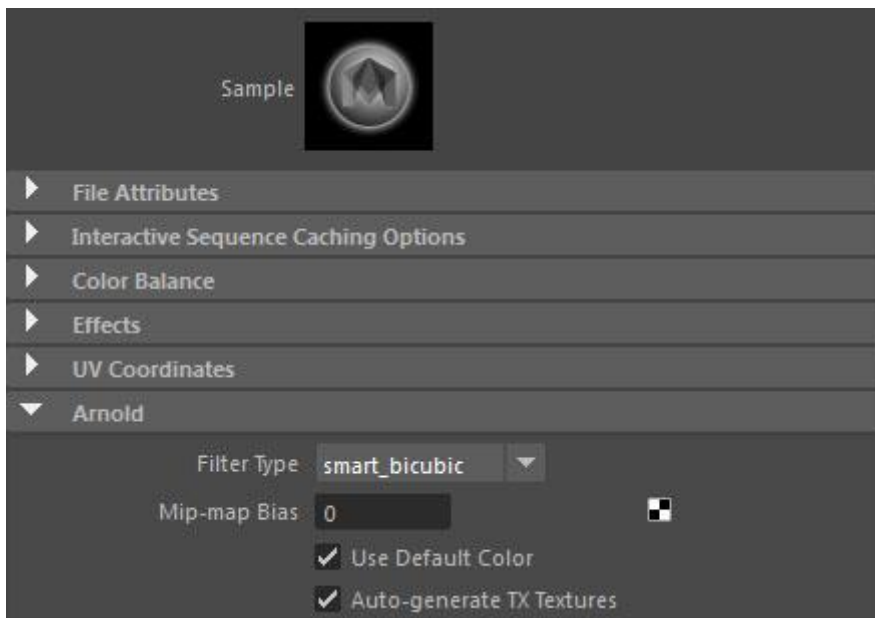 Sample
File Attributes
Interactive Sequence Caching Options
Color Balance
Effects
UV Coordinates
Arnold
Filter Type smart_bicubic
Mip-map Bias 0
Use Default Color
Auto-generate TX Textures